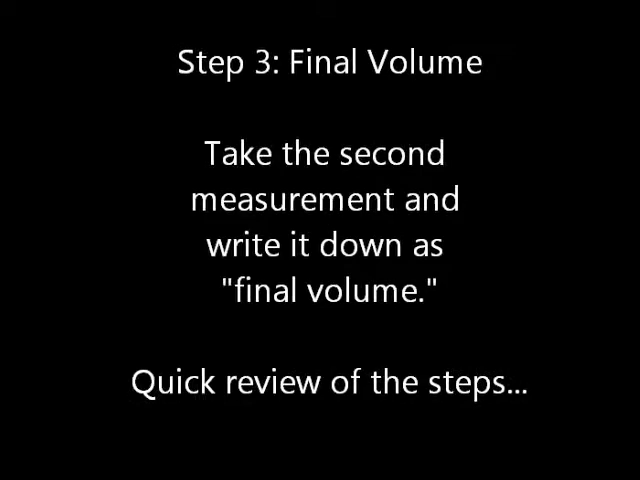 Step 3: Final Volume
Take the second
measurement and
write it down as
"final volume."
Quick review of the steps...